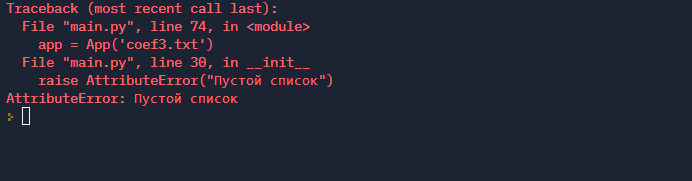 Traceback (most recent call last):
  File "main.py", line 74, in <module>
    app = App('coef3.txt')
  File "main.py", line 30, in __init__
    raise AttributeError("Пустой список")
AttributeError: Пустой список
>